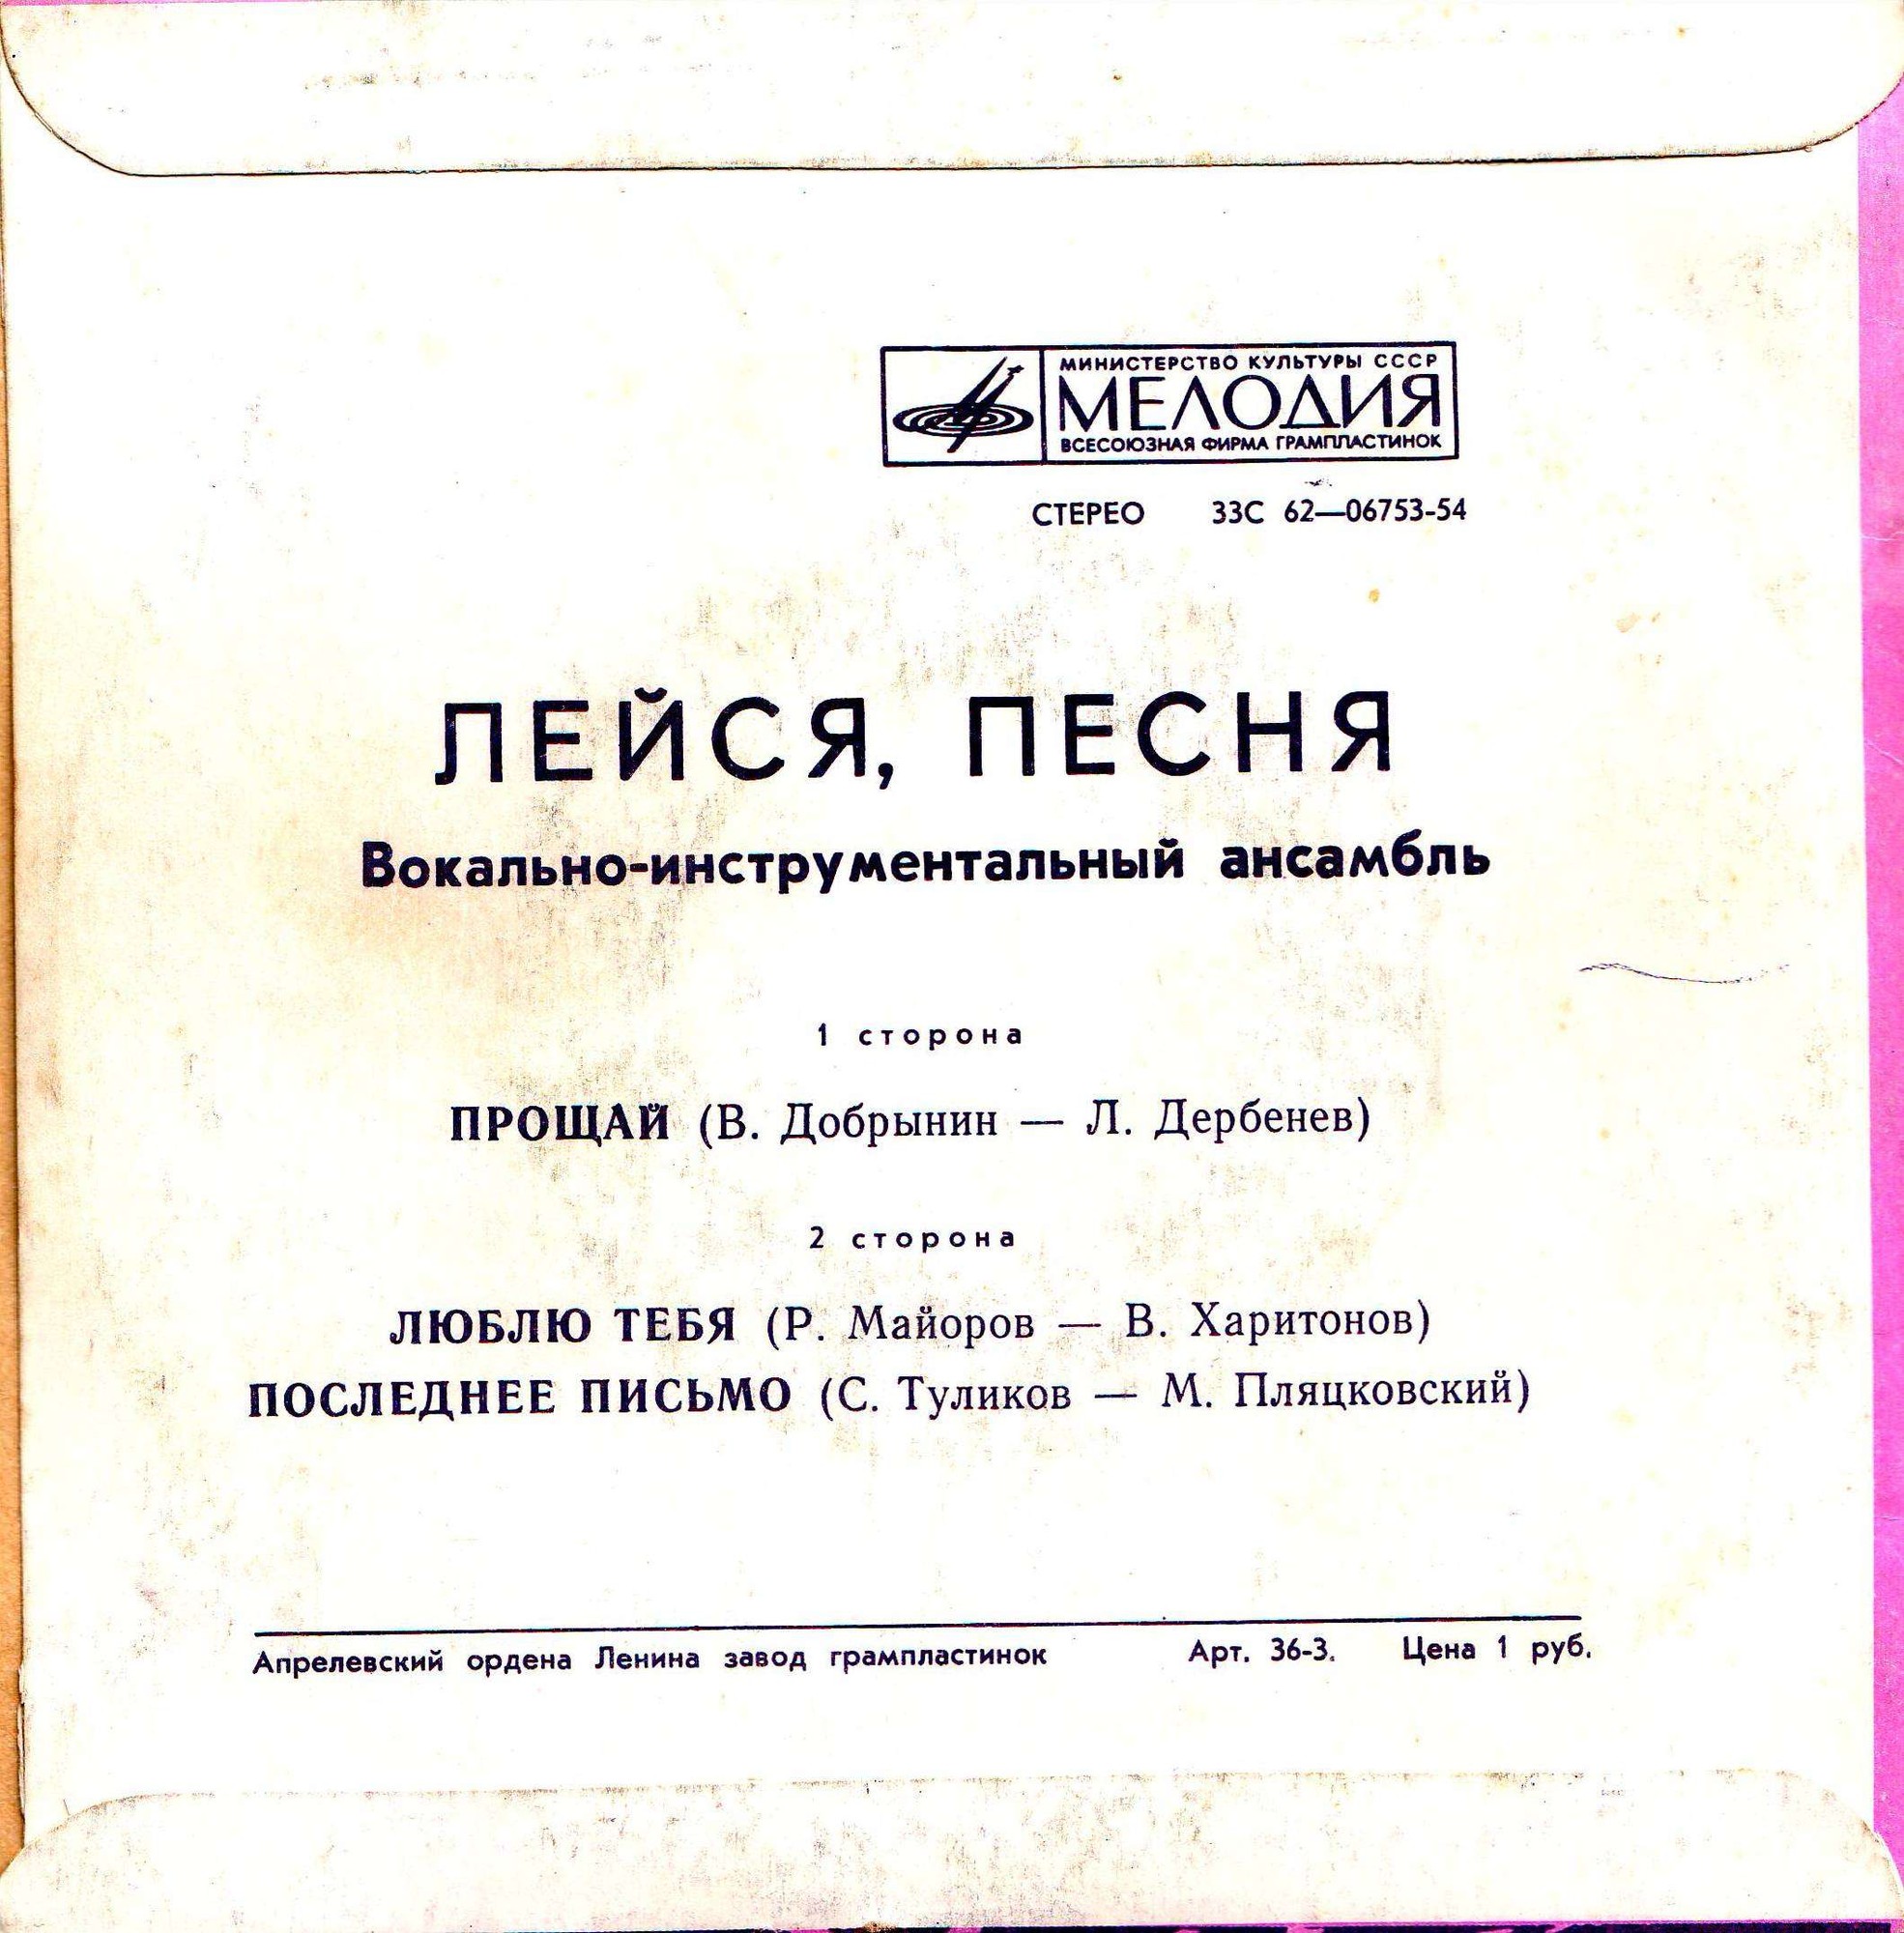 МИНИСТЕРСТВО КУЛЬТУРЫ СССР
МЕЛОДИЯ
ВСЕСОЮЗНАЯ ФИРМА ГРАМПЛАСТИНОК
СТЕРЕО 33С 62—06753-54
ЛЕЙСЯ, ПЕСНЯ
Вокально-инструментальный ансамбль
1 сторона
ПРОЩАЙ (В. Добрынин — Л. Дербенев)
2 сторона
ЛЮБЛЮ ТЕБЯ (Р. Майоров — В. Харитонов)
ПОСЛЕДНЕЕ ПИСЬМО (С. Туликов — М. Пляцковский)
Апрелевский ордена Ленина завод грампластинок Арт. 36-3. Цена 1 руб.